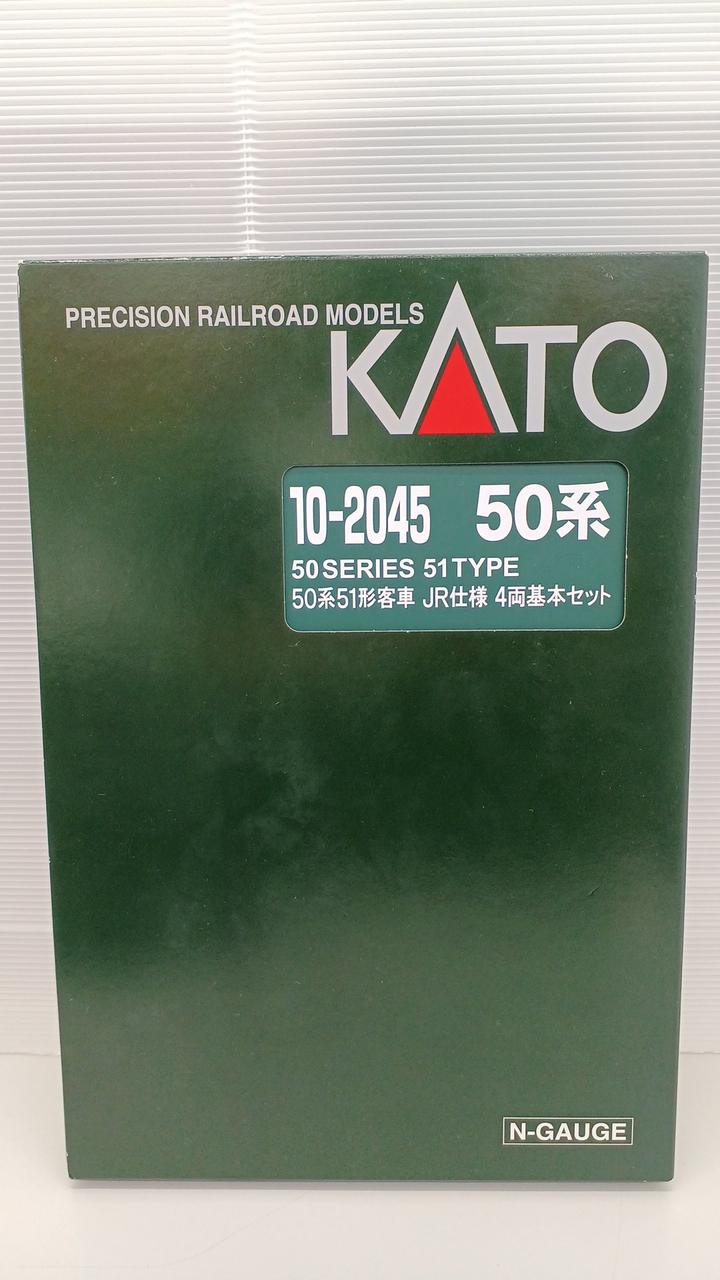 PRECISION RAILROAD MODELS
KATO
10-2045 50系
50 SERIES 51 TYPE
50系51形客車 JR仕様 4両基本セット
N-GAUGE